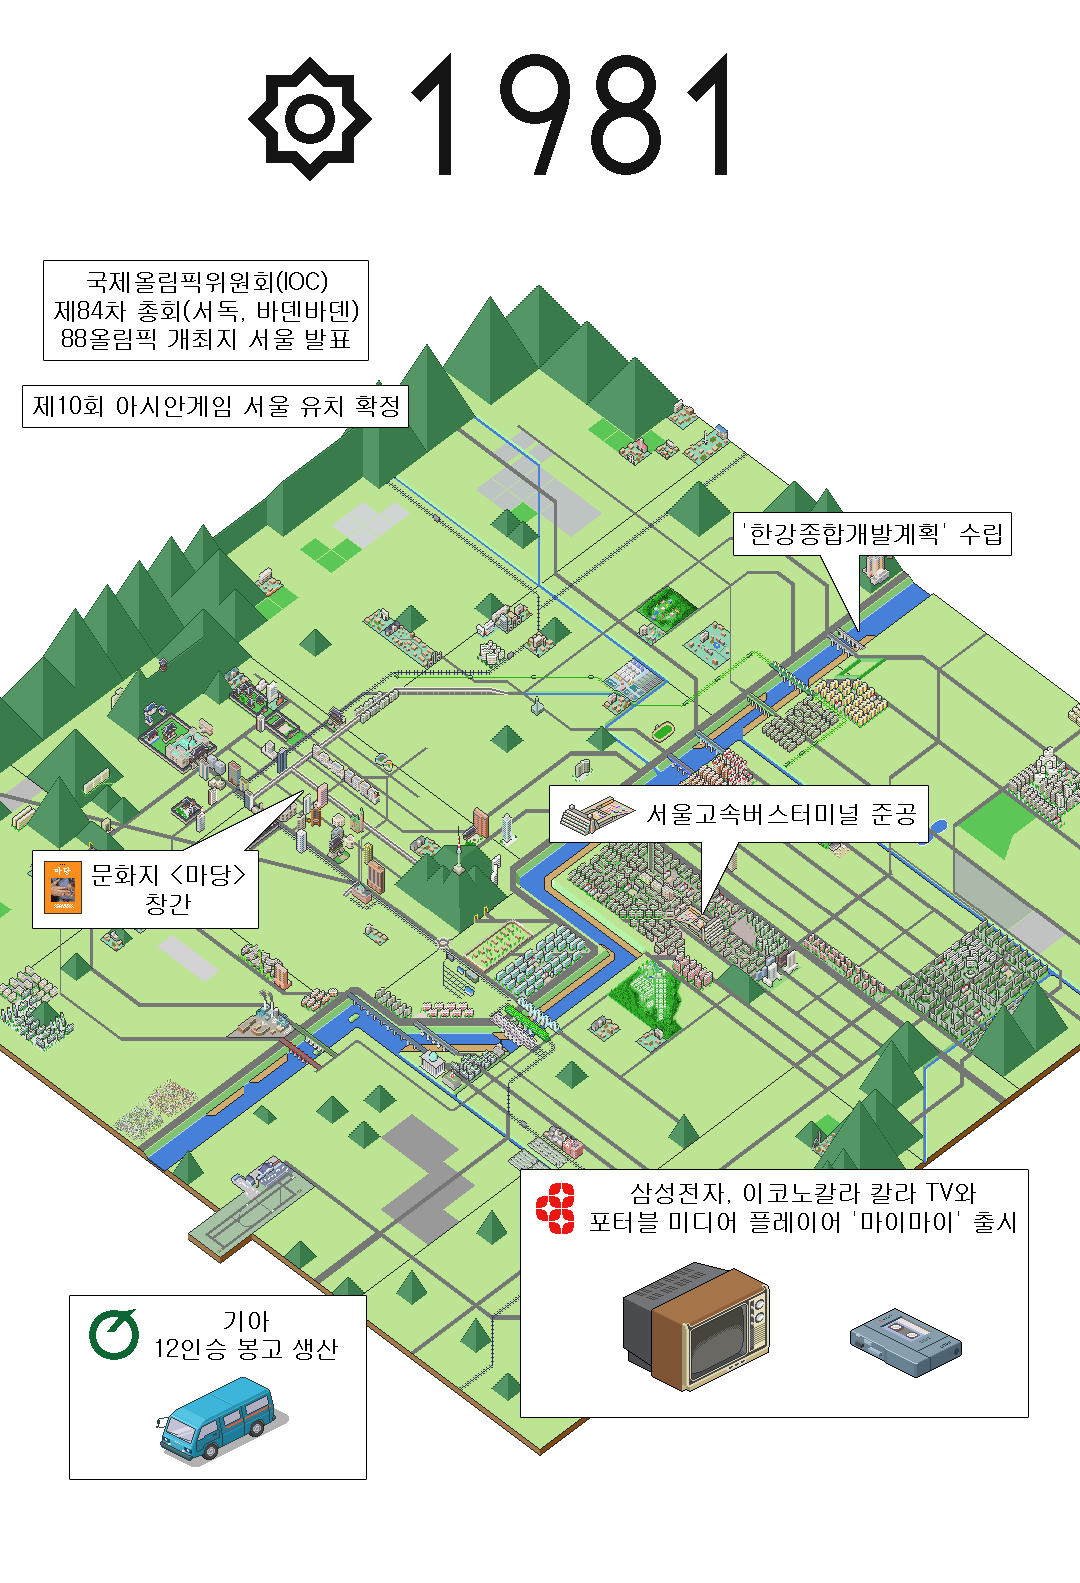 1981
국제올림픽위원회(IOC)
제84차 총회(서독, 바덴바덴)
88올림픽 개최지 서울 발표
제10회 아시안게임 서울 유치 확정
'한강종합개발계획' 수립
서울고속버스터미널 준공
마당
문화지 <마당>
창간
삼성전자, 이코노칼라 칼라 TV와
포터블 미디어 플레이어 '마이마이' 출시
기아
12인승 봉고 생산